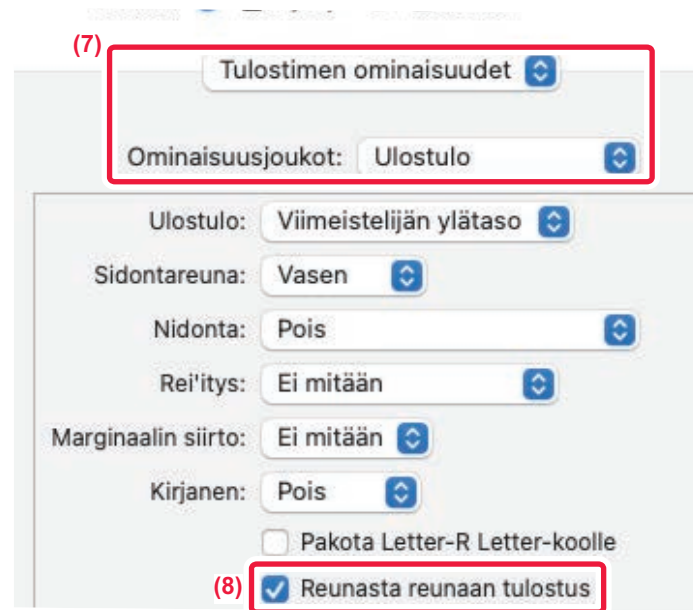 (7)
Tulostimen ominaisuudet
Ominaisuusjoukot: Ulostulo
Ulostulo: Viimeistelijän ylätaso
Sidontareuna: Vasen
Nidonta: Pois
Rei'itys: Ei mitään
Marginaalin siirto: Ei mitään
Kirjanen: Pois
Pakota Letter-R Letter-koolle
(8) Reunasta reunaan tulostus